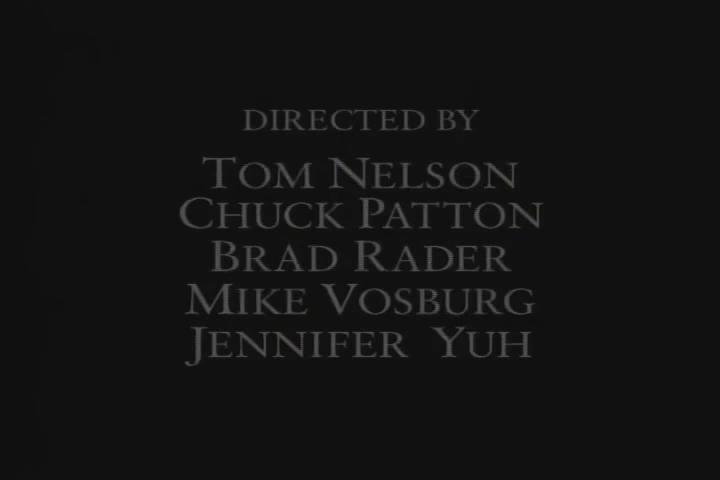 DIRECTED BY
TOM NELSON
CHUCK PATTON
BRAD RADER
MIKE VOSBURG
JENNIFER YUH